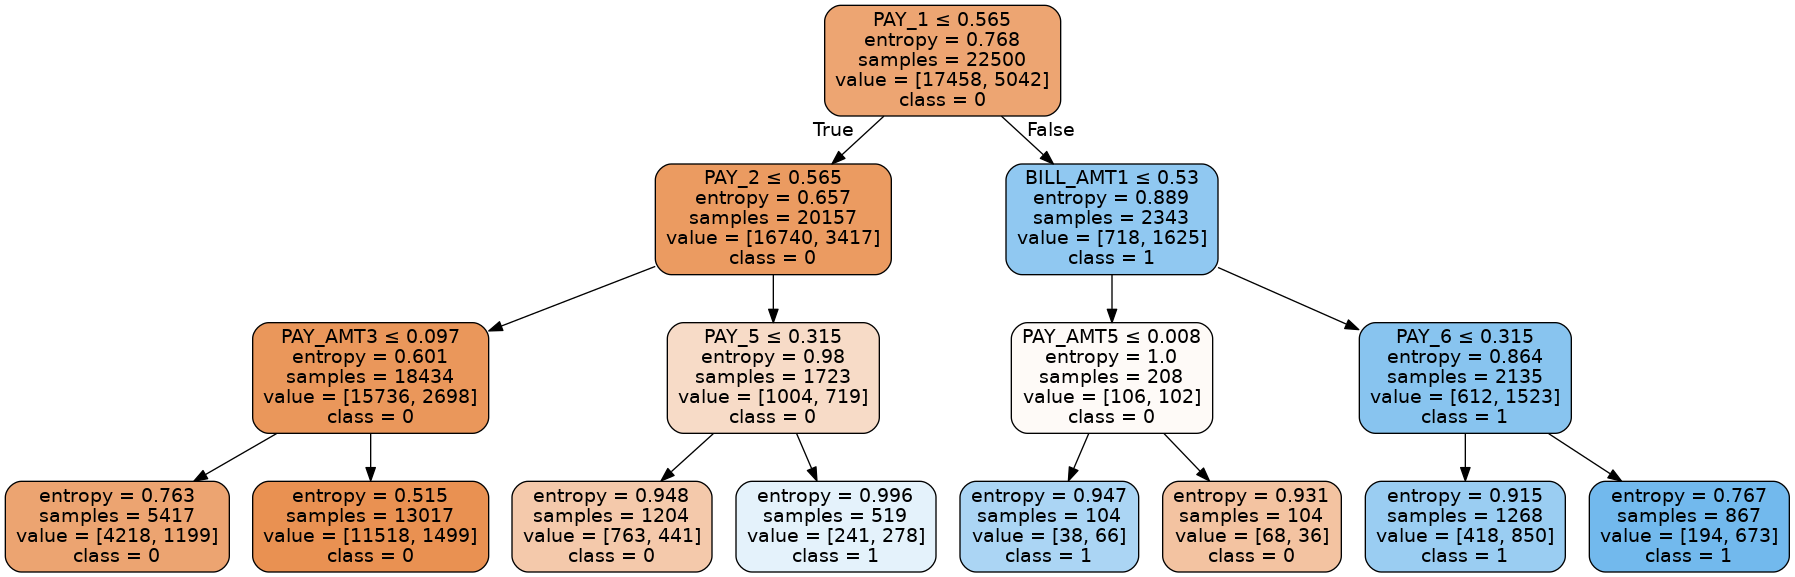 PAY_1 ≤ 0.565
entropy = 0.768
samples = 22500
value = [17458, 5042]
class = 0
True
False
PAY_2 ≤ 0.565
entropy = 0.657
samples = 20157
value = [16740, 3417]
class = 0
BILL_AMT1 ≤ 0.53
entropy = 0.889
samples = 2343
value = [718, 1625]
class = 1
PAY_AMT3 ≤ 0.097
entropy = 0.601
samples = 18434
value = [15736, 2698]
class = 0
PAY_5 ≤ 0.315
entropy = 0.98
samples = 1723
value = [1004, 719]
class = 0
PAY_AMT5 ≤ 0.008
entropy = 1.0
samples = 208
value = [106, 102]
class = 0
PAY_6 ≤ 0.315
entropy = 0.864
samples = 2135
value = [612, 1523]
class = 1
entropy = 0.763
samples = 5417
value = [4218, 1199]
class = 0
entropy = 0.515
samples = 13017
value = [11518, 1499]
class = 0
entropy = 0.948
samples = 1204
value = [763, 441]
class = 0
entropy = 0.996
samples = 519
value = [241, 278]
class = 1
entropy = 0.947
samples = 104
value = [38, 66]
class = 1
entropy = 0.931
samples = 104
value = [68, 36]
class = 0
entropy = 0.915
samples = 1268
value = [418, 850]
class = 1
entropy = 0.767
samples = 867
value = [194, 673]
class = 1